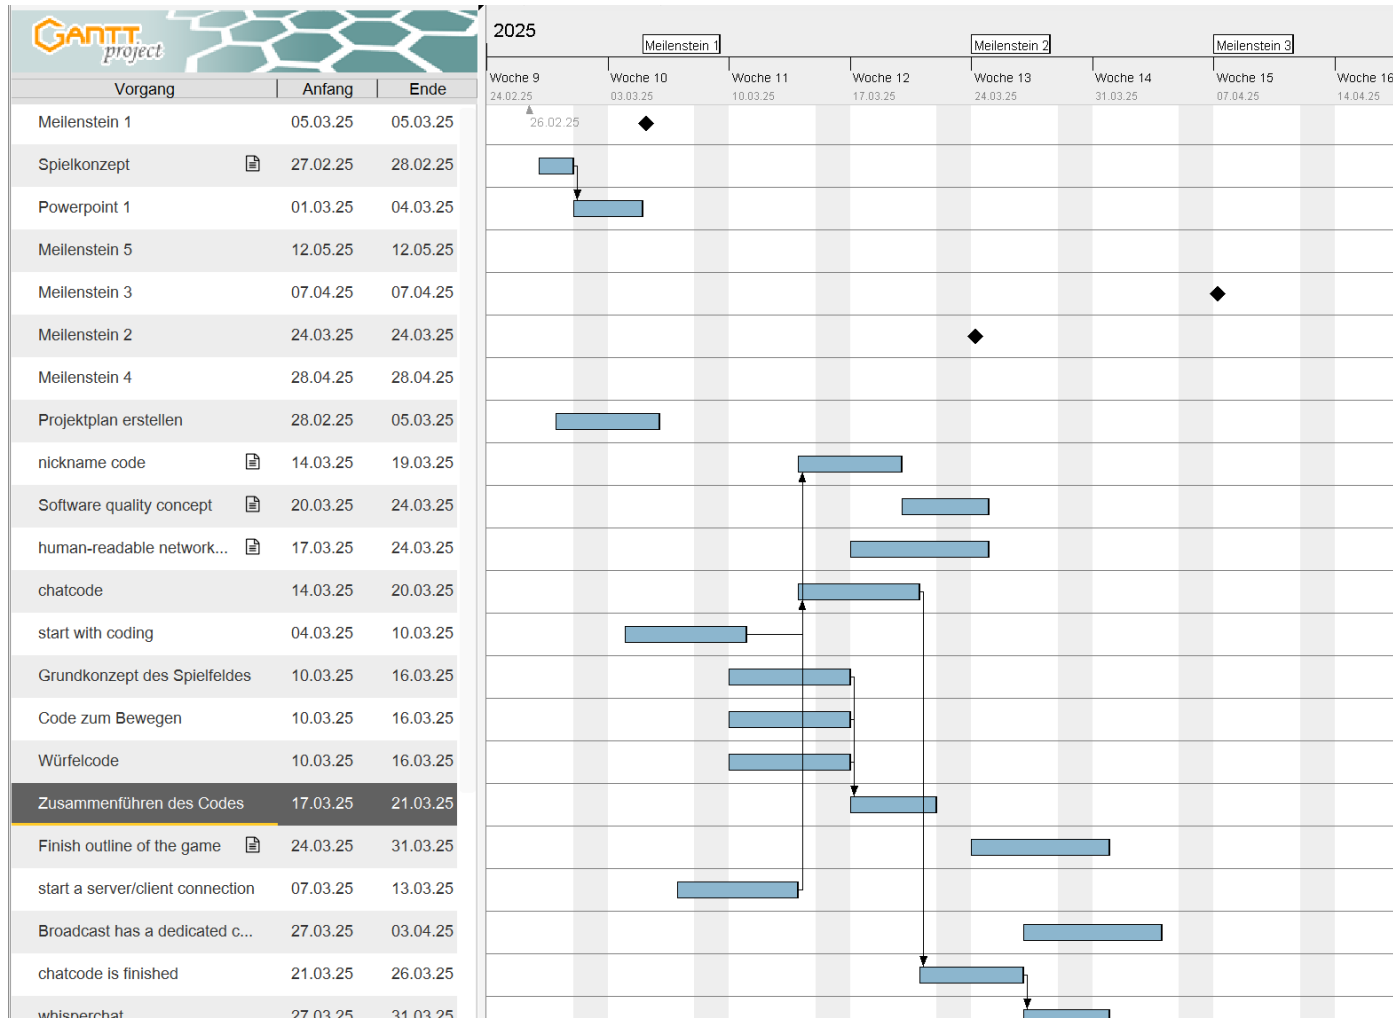 GANTT
project
2025
Meilenstein 1
Meilenstein 2
Meilenstein 3
Vorgang Anfang Ende
Woche 9 Woche 10 Woche 11 Woche 12 Woche 13 Woche 14 Woche 15 Woche 16
24.02.25 03.03.25 10.03.25 17.03.25 24.03.25 31.03.25 07.04.25 14.04.25
26.02.25
Meilenstein 1 05.03.25 05.03.25
Spielkonzept 27.02.25 28.02.25
Powerpoint 1 01.03.25 04.03.25
Meilenstein 5 12.05.25 12.05.25
Meilenstein 3 07.04.25 07.04.25
Meilenstein 2 24.03.25 24.03.25
Meilenstein 4 28.04.25 28.04.25
Projektplan erstellen 28.02.25 05.03.25
nickname code 14.03.25 19.03.25
Software quality concept 20.03.25 24.03.25
human-readable network... 17.03.25 24.03.25
chatcode 14.03.25 20.03.25
start with coding 04.03.25 10.03.25
Grundkonzept des Spielfeldes 10.03.25 16.03.25
Code zum Bewegen 10.03.25 16.03.25
Würfelcode 10.03.25 16.03.25
Zusammenführen des Codes 17.03.25 21.03.25
Finish outline of the game 24.03.25 31.03.25
start a server/client connection 07.03.25 13.03.25
Broadcast has a dedicated c... 27.03.25 03.04.25
chatcode is finished 21.03.25 26.03.25
whisperchat 27.03.25 31.03.25